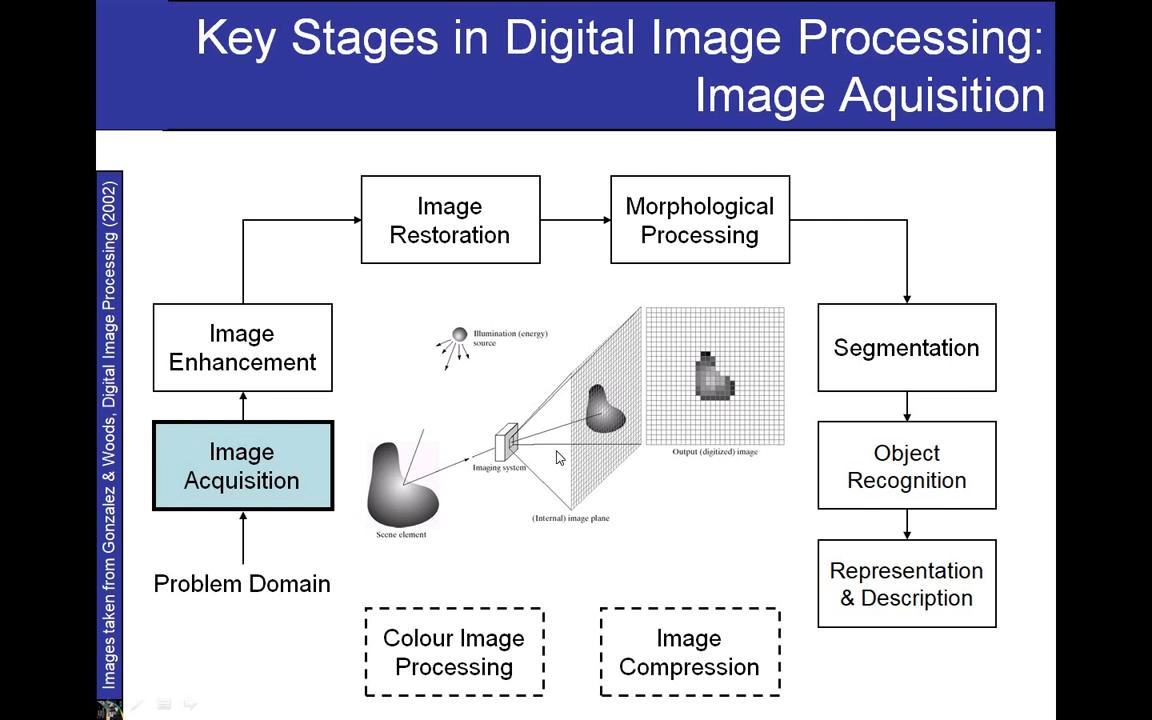 Key Stages in Digital Image Processing:
Image Aquisition
Images taken from Gonzalez & Woods, Digital Image Processing (2002)
Image
Restoration
Morphological
Processing
Image
Enhancement
Illumination (energy)
source
Segmentation
Image
Acquisition
Imaging system
Output (digitized) image
Object
Recognition
(Internal) image plane
Scene element
Problem Domain
Representation
& Description
Colour Image
Processing
Image
Compression